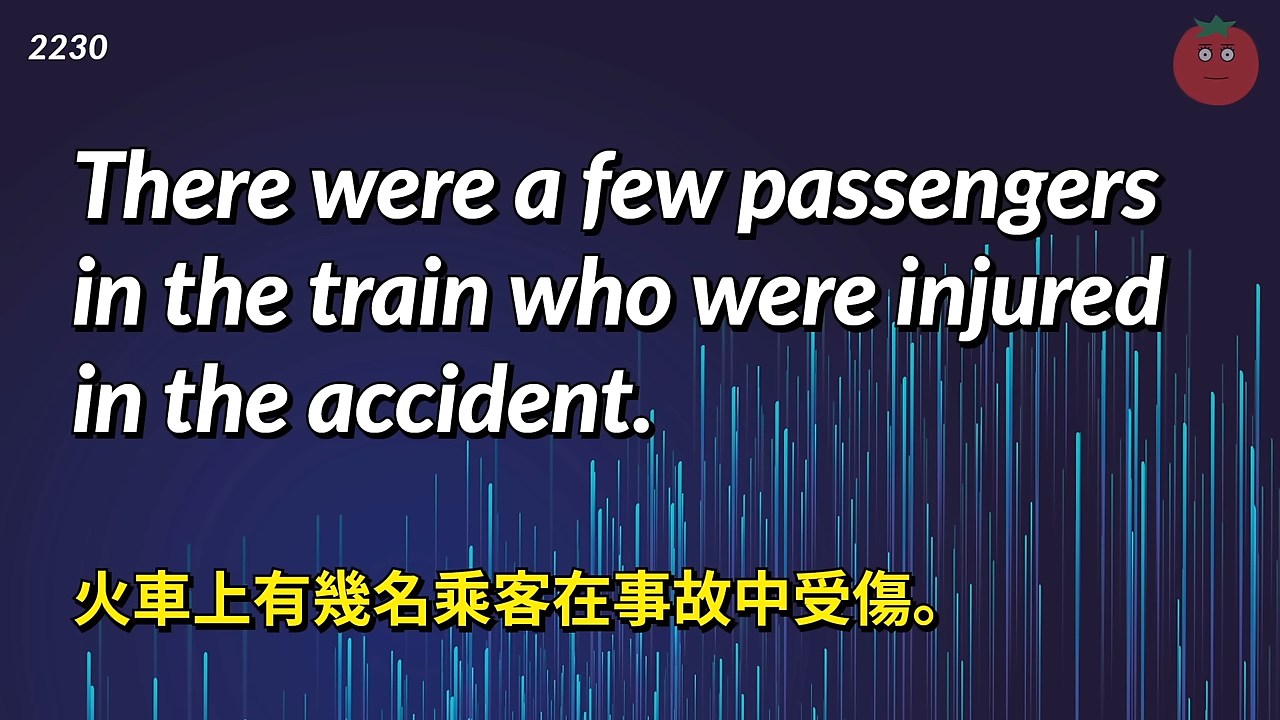 2230
There were a few passengers
in the train who were injured
in the accident.
火車上有幾名乘客在事故中受傷。